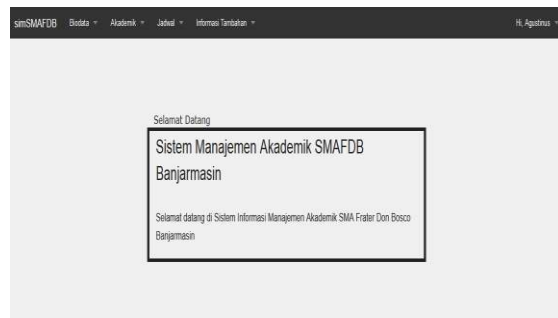 simSMAFDB Biodata Akademik Jadwal Informasi Tambahan Hi, Agustinus
Selamat Datang
Sistem Manajemen Akademik SMAFDB
Banjarmasin
Selamat datang di Sistem Informasi Manajemen Akademik SMA Frater Don Bosco
Banjarmasin